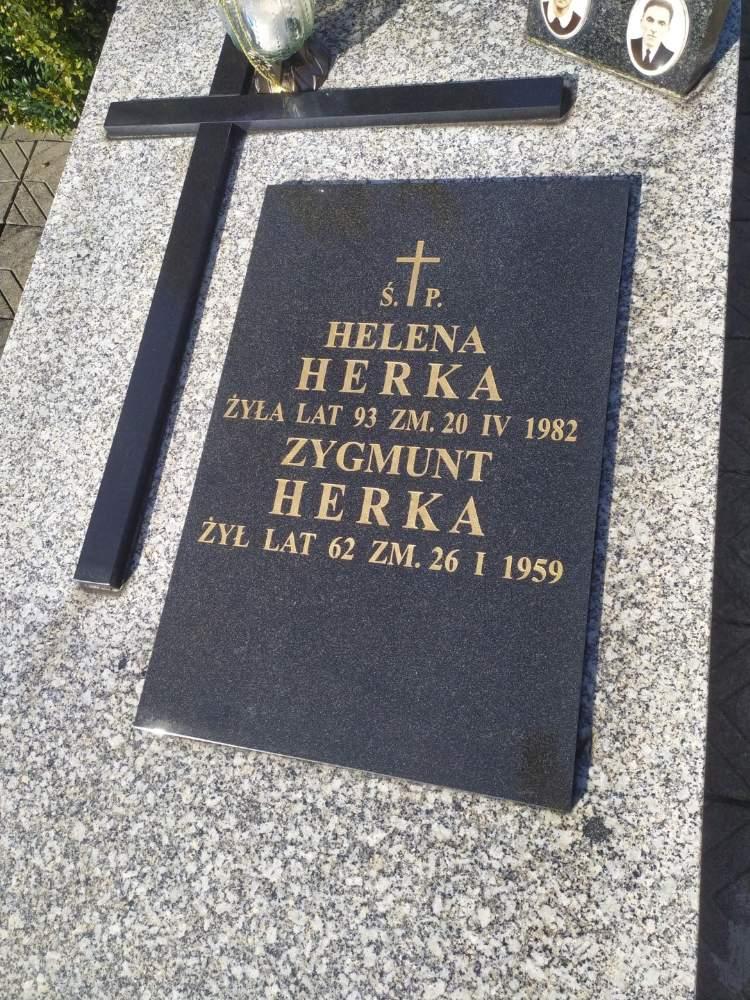 Ś. P.
HELENA
HERKA
ŻYŁA LAT 93 ZM. 20 IV 1982
ZYGMUNT
HERKA
ŻYŁ LAT 62 ZM. 26 I 1959